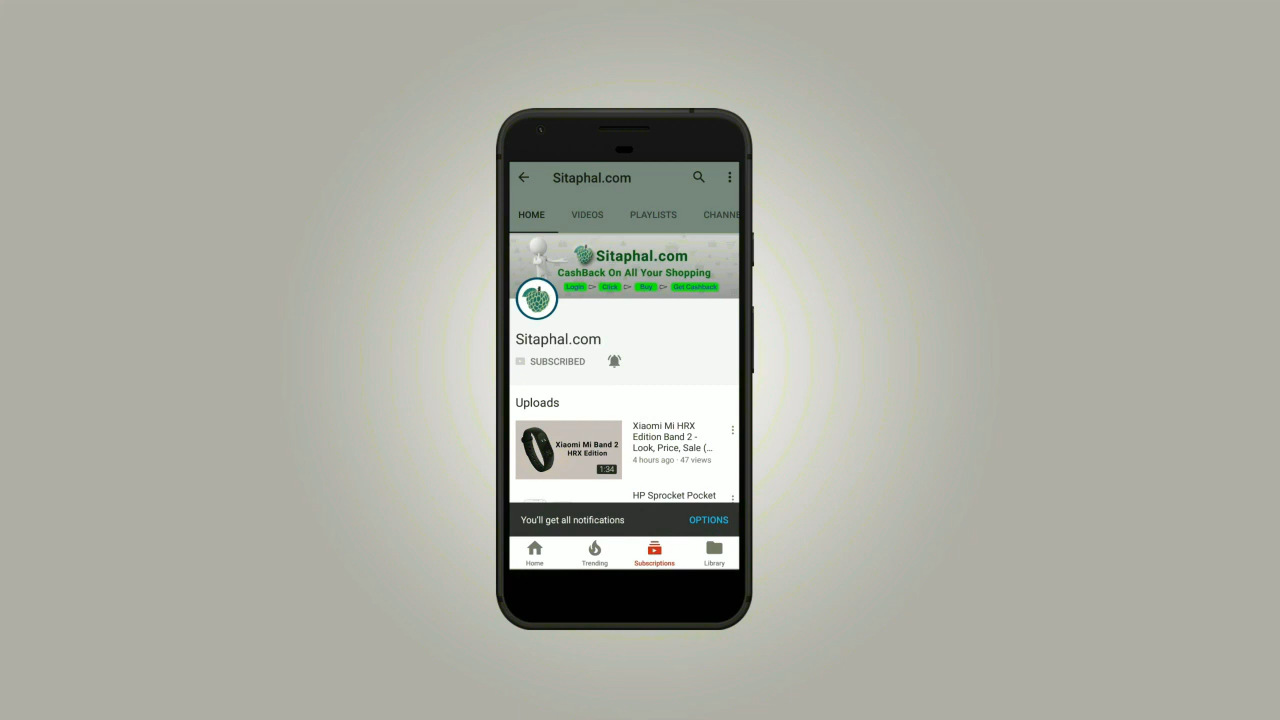 Sitaphal.com
HOME VIDEOS PLAYLISTS CHANNE
Sitaphal.com
CashBack On All Your Shopping
Login Click Buy Get Cashback
Sitaphal.com
SUBSCRIBED
Uploads
Xiaomi Mi Band 2
HRX Edition
1:34
Xiaomi Mi HRX
Edition Band 2 -
Look, Price, Sale (...
4 hours ago · 47 views
HP Sprocket Pocket
You'll get all notifications OPTIONS
Home Trending Subscriptions Library